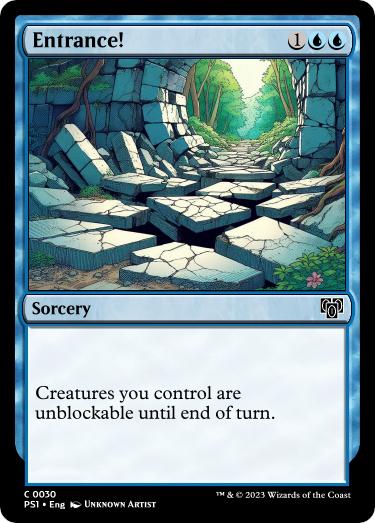 Entrance! 1
Sorcery
Creatures you control are
unblockable until end of turn.
C 0030
PS1 • Eng Unknown Artist
™ & © 2023 Wizards of the Coast